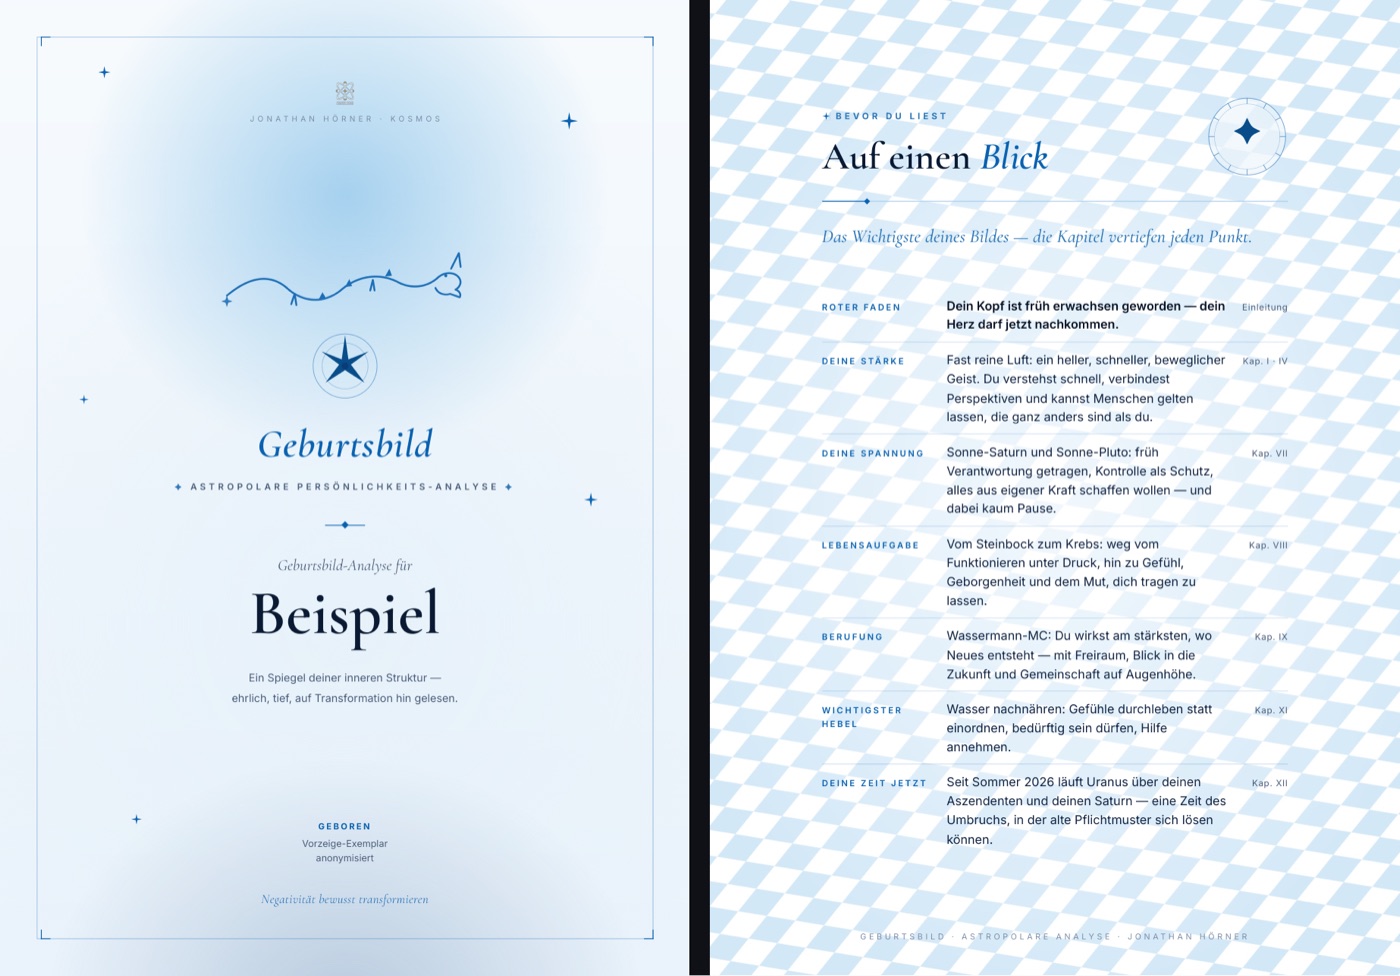 JONATHAN HÖRNER · KOSMOS
Geburtsbild
ASTROPOLARE PERSÖNLICHKEITS-ANALYSE
Geburtsbild-Analyse für
Beispiel
Ein Spiegel deiner inneren Struktur —
ehrlich, tief, auf Transformation hin gelesen.
GEBOREN
Vorzeige-Exemplar
anonymisiert
Negativität bewusst transformieren
BEVOR DU LIEST
Auf einen Blick
Das Wichtigste deines Bildes — die Kapitel vertiefen jeden Punkt.
ROTER FADEN
Dein Kopf ist früh erwachsen geworden — dein
Herz darf jetzt nachkommen.
Einleitung
DEINE STÄRKE
Fast reine Luft: ein heller, schneller, beweglicher
Geist. Du verstehst schnell, verbindest
Perspektiven und kannst Menschen gelten
lassen, die ganz anders sind als du.
Kap. I · IV
DEINE SPANNUNG
Sonne-Saturn und Sonne-Pluto: früh
Verantwortung getragen, Kontrolle als Schutz,
alles aus eigener Kraft schaffen wollen — und
dabei kaum Pause.
Kap. VII
LEBENSAUFGABE
Vom Steinbock zum Krebs: weg vom
Funktionieren unter Druck, hin zu Gefühl,
Geborgenheit und dem Mut, dich tragen zu
lassen.
Kap. VIII
BERUFUNG
Wassermann-MC: Du wirkst am stärksten, wo
Neues entsteht — mit Freiraum, Blick in die
Zukunft und Gemeinschaft auf Augenhöhe.
Kap. IX
WICHTIGSTER
HEBEL
Wasser nachnähren: Gefühle durchleben statt
einordnen, bedürftig sein dürfen, Hilfe
annehmen.
Kap. XI
DEINE ZEIT JETZT
Seit Sommer 2026 läuft Uranus über deinen
Aszendenten und deinen Saturn — eine Zeit des
Umbruchs, in der alte Pflichtmuster sich lösen
können.
Kap. XII
GEBURTSBILD · ASTROPOLARE ANALYSE · JONATHAN HÖRNER